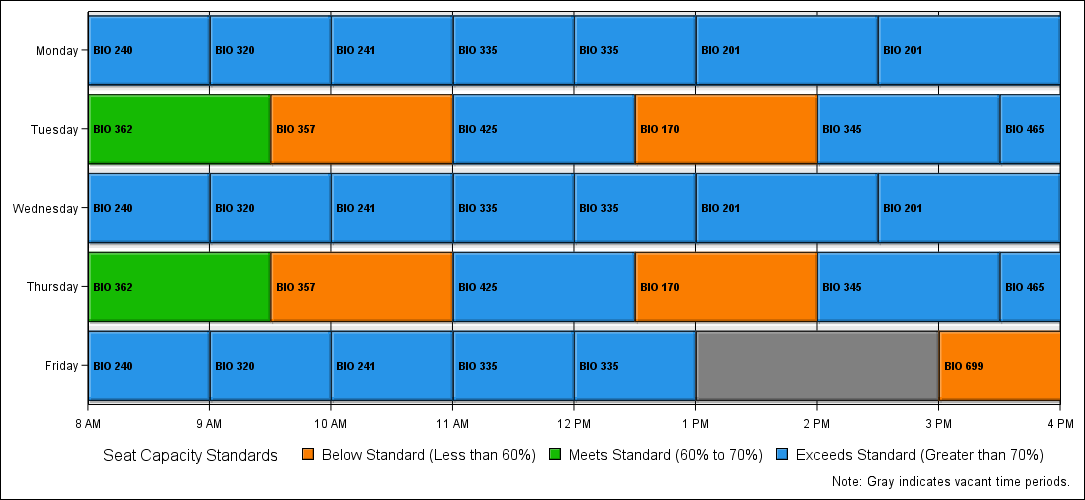 Monday BIO 240 BIO 320 BIO 241 BIO 335 BIO 335 BIO 201 BIO 201
Tuesday BIO 362 BIO 357 BIO 425 BIO 170 BIO 345 BIO 465
Wednesday BIO 240 BIO 320 BIO 241 BIO 335 BIO 335 BIO 201 BIO 201
Thursday BIO 362 BIO 357 BIO 425 BIO 170 BIO 345 BIO 465
Friday BIO 240 BIO 320 BIO 241 BIO 335 BIO 335 BIO 699
8 AM 9 AM 10 AM 11 AM 12 PM 1 PM 2 PM 3 PM 4 PM
Seat Capacity Standards Below Standard (Less than 60%) Meets Standard (60% to 70%) Exceeds Standard (Greater than 70%)
Note: Gray indicates vacant time periods.